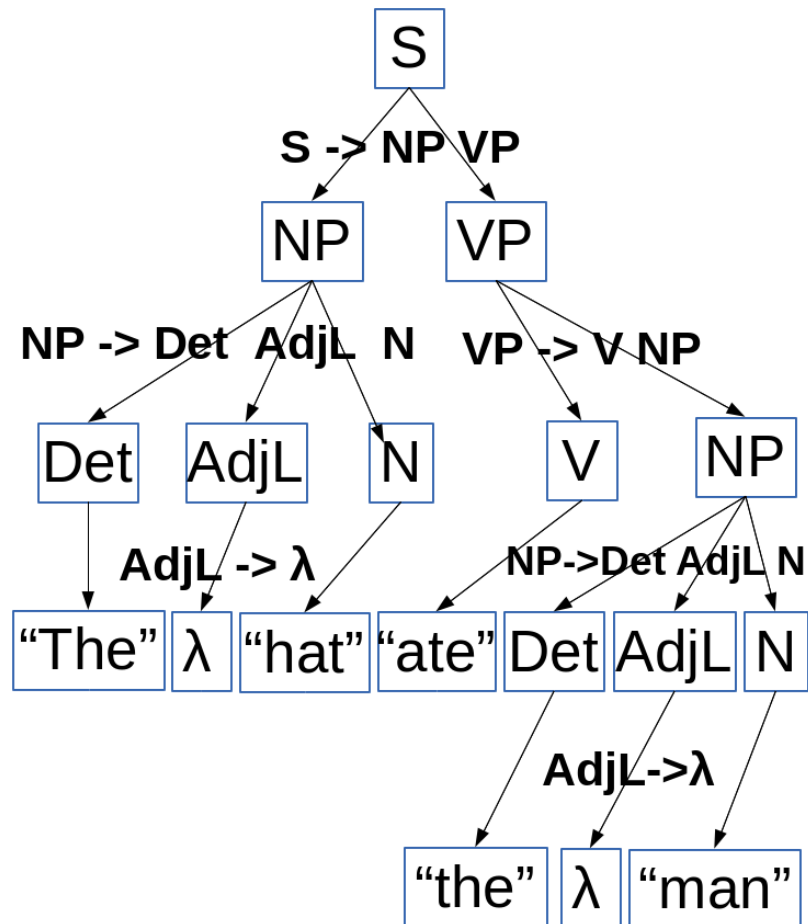 S
S -> NP VP
NP VP
NP -> Det AdjL N VP -> V NP
Det AdjL N V NP
AdjL -> λ NP->Det AdjL N
“The” λ “hat” “ate” Det AdjL N
AdjL->λ
“the” λ “man”